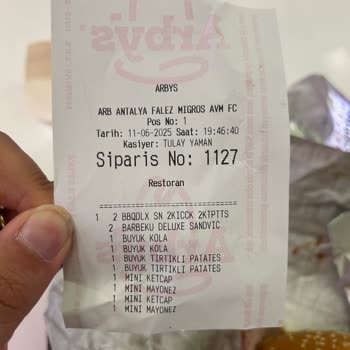 ARBYS
ARB ANTALYA FALEZ MIGROS AVM FC
Pos No: 1
Tarih: 11-06-2025 Saat: 19:46:40
Kasiyer: TULAY YAMAN
Siparis No: 1127
Restoran
1 2 BBQDLX SN 2KICCK 2KTPTTS
2 BARBEKU DELUXE SANDVIC
1 BUYUK KOLA
1 BUYUK KOLA
1 BUYUK TIRTIKLI PATATES
1 BUYUK TIRTIKLI PATATES
1 MINI KETCAP
1 MINI MAYONEZ
1 MINI KETCAP
1 MINI MAYONEZ